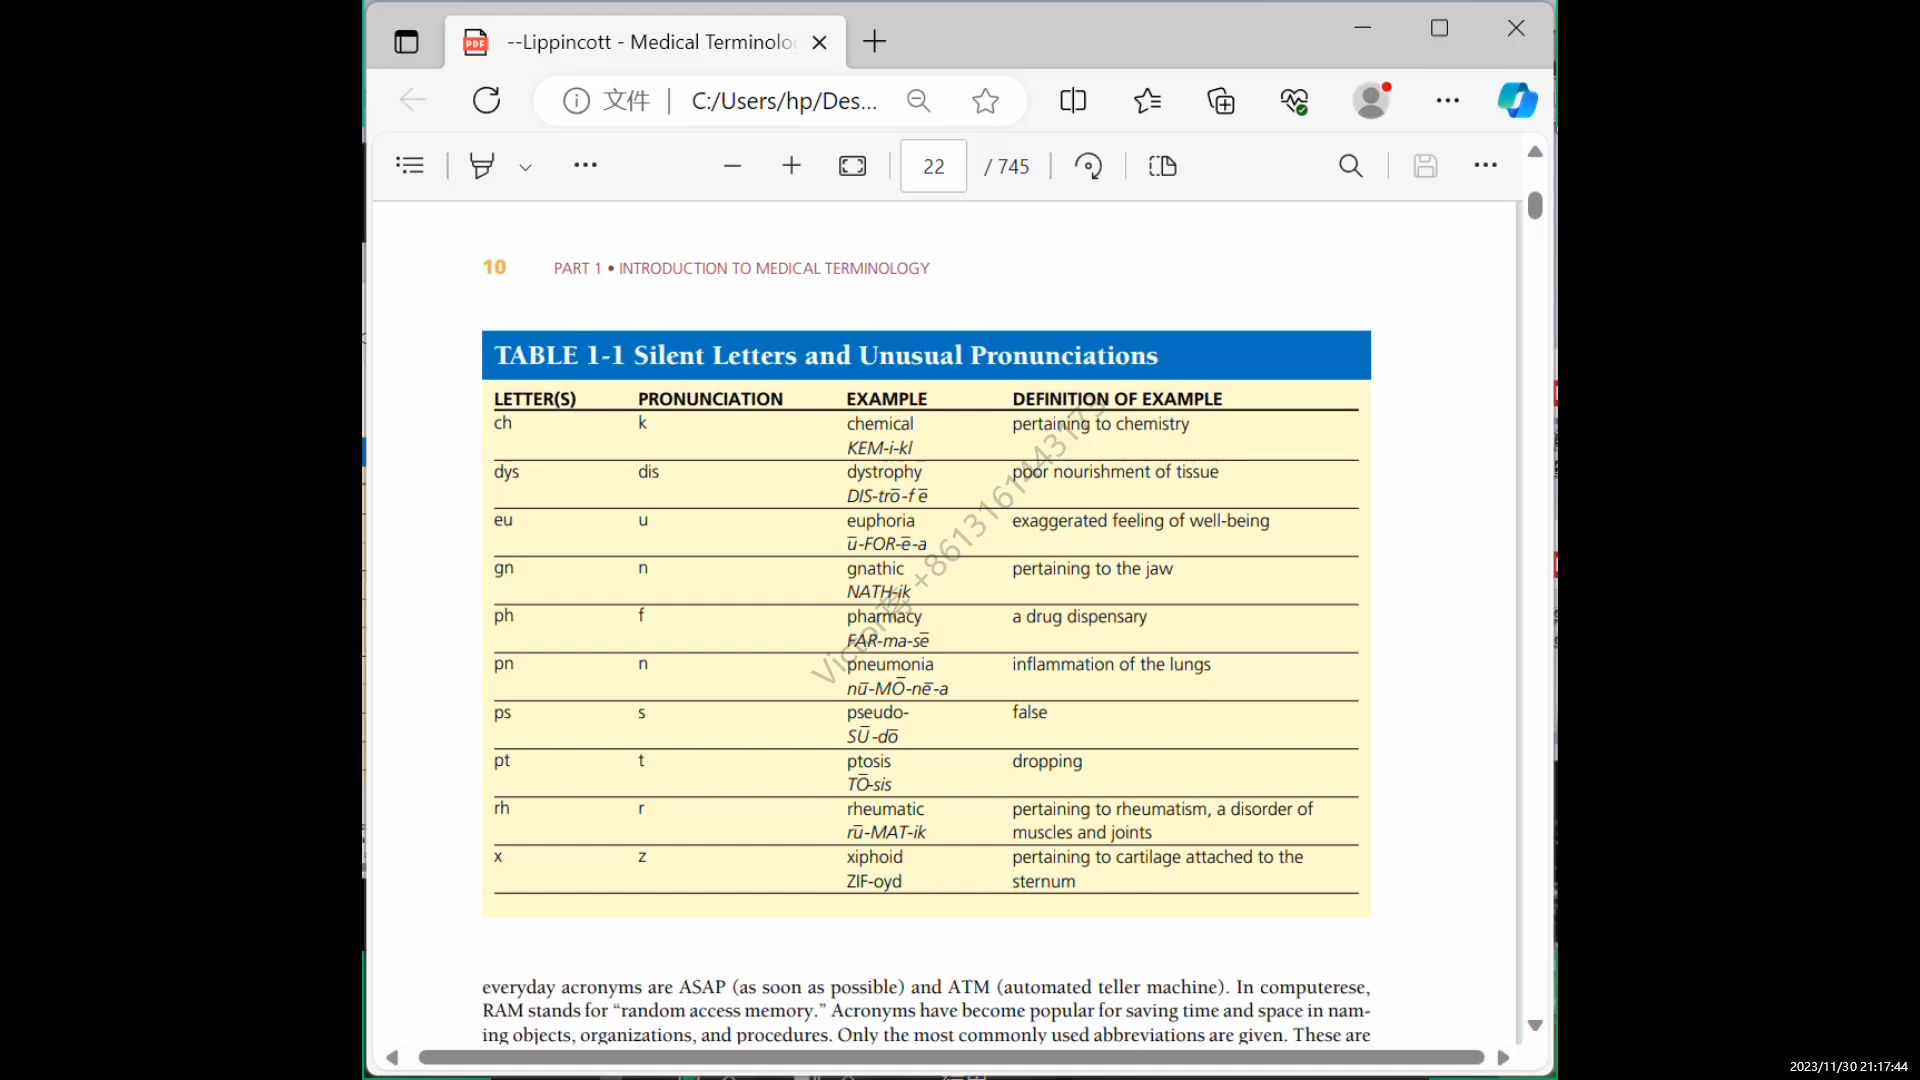 --Lippincott - Medical Terminolo
文件 | C:/Users/hp/Des...
22 / 745
10 PART 1 • INTRODUCTION TO MEDICAL TERMINOLOGY
TABLE 1-1 Silent Letters and Unusual Pronunciations
LETTER(S) PRONUNCIATION EXAMPLE DEFINITION OF EXAMPLE
ch k chemical pertaining to chemistry
KEM-i-kl
dys dis dystrophy poor nourishment of tissue
DIS-trō-fē
eu u euphoria exaggerated feeling of well-being
ū-FOR-ē-a
gn n gnathic pertaining to the jaw
NATH-ik
ph f pharmacy a drug dispensary
FAR-ma-sē
pn n pneumonia inflammation of the lungs
nū-MŌ-nē-a
ps s pseudo- false
SŪ-dō
pt t ptosis dropping
TŌ-sis
rh r rheumatic pertaining to rheumatism, a disorder of
rū-MAT-ik muscles and joints
x z xiphoid pertaining to cartilage attached to the
ZIF-oyd sternum
everyday acronyms are ASAP (as soon as possible) and ATM (automated teller machine). In computerese,
RAM stands for “random access memory.” Acronyms have become popular for saving time and space in nam-
ing objects, organizations, and procedures. Only the most commonly used abbreviations are given. These are
2023/11/30 21:17:44